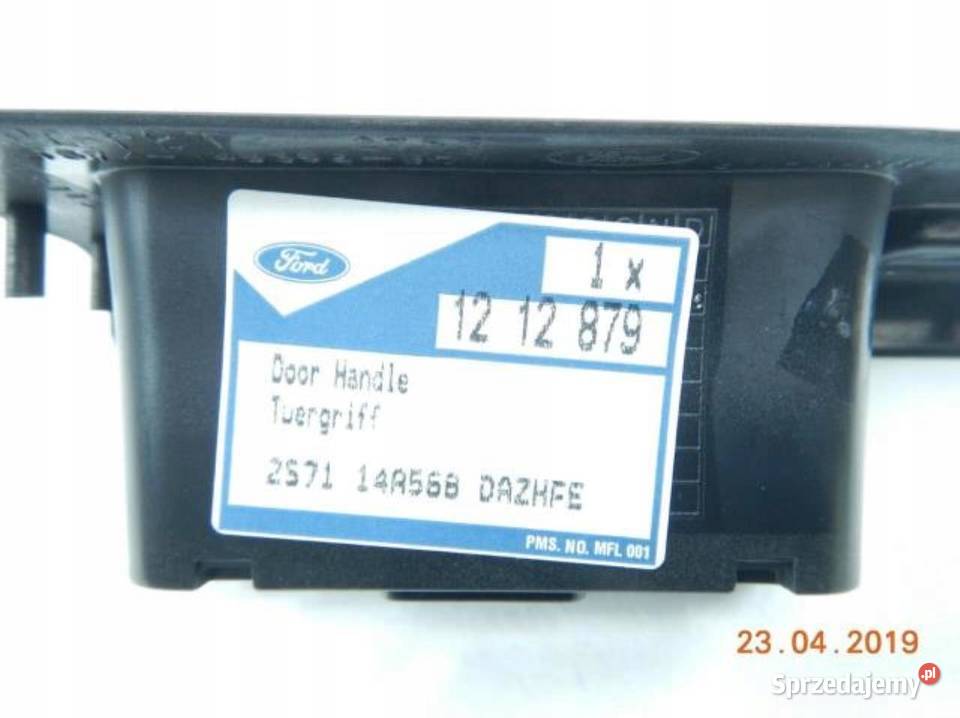 Ford
Ford
1 x
12 12 879
Door Handle
Tuergriff
2S71 14A568 DAZHFE
PMS. NO. MFL 001
23.04.2019
Sprzedajemy.pl